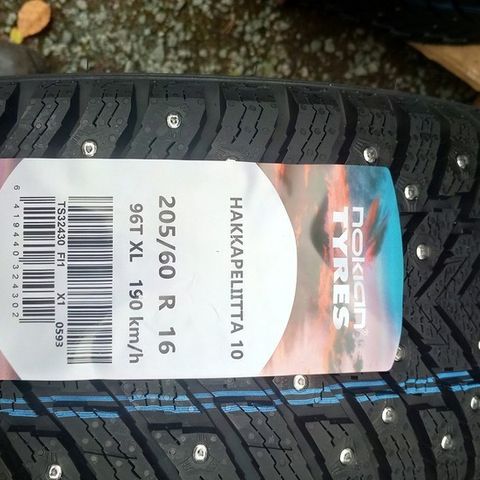 nokian®
TYRES
HAKKAPELIITTA 10
205/60 R 16
96T XL 190 km/h
TS32430 FI1 X1 0593
6 419440 324302